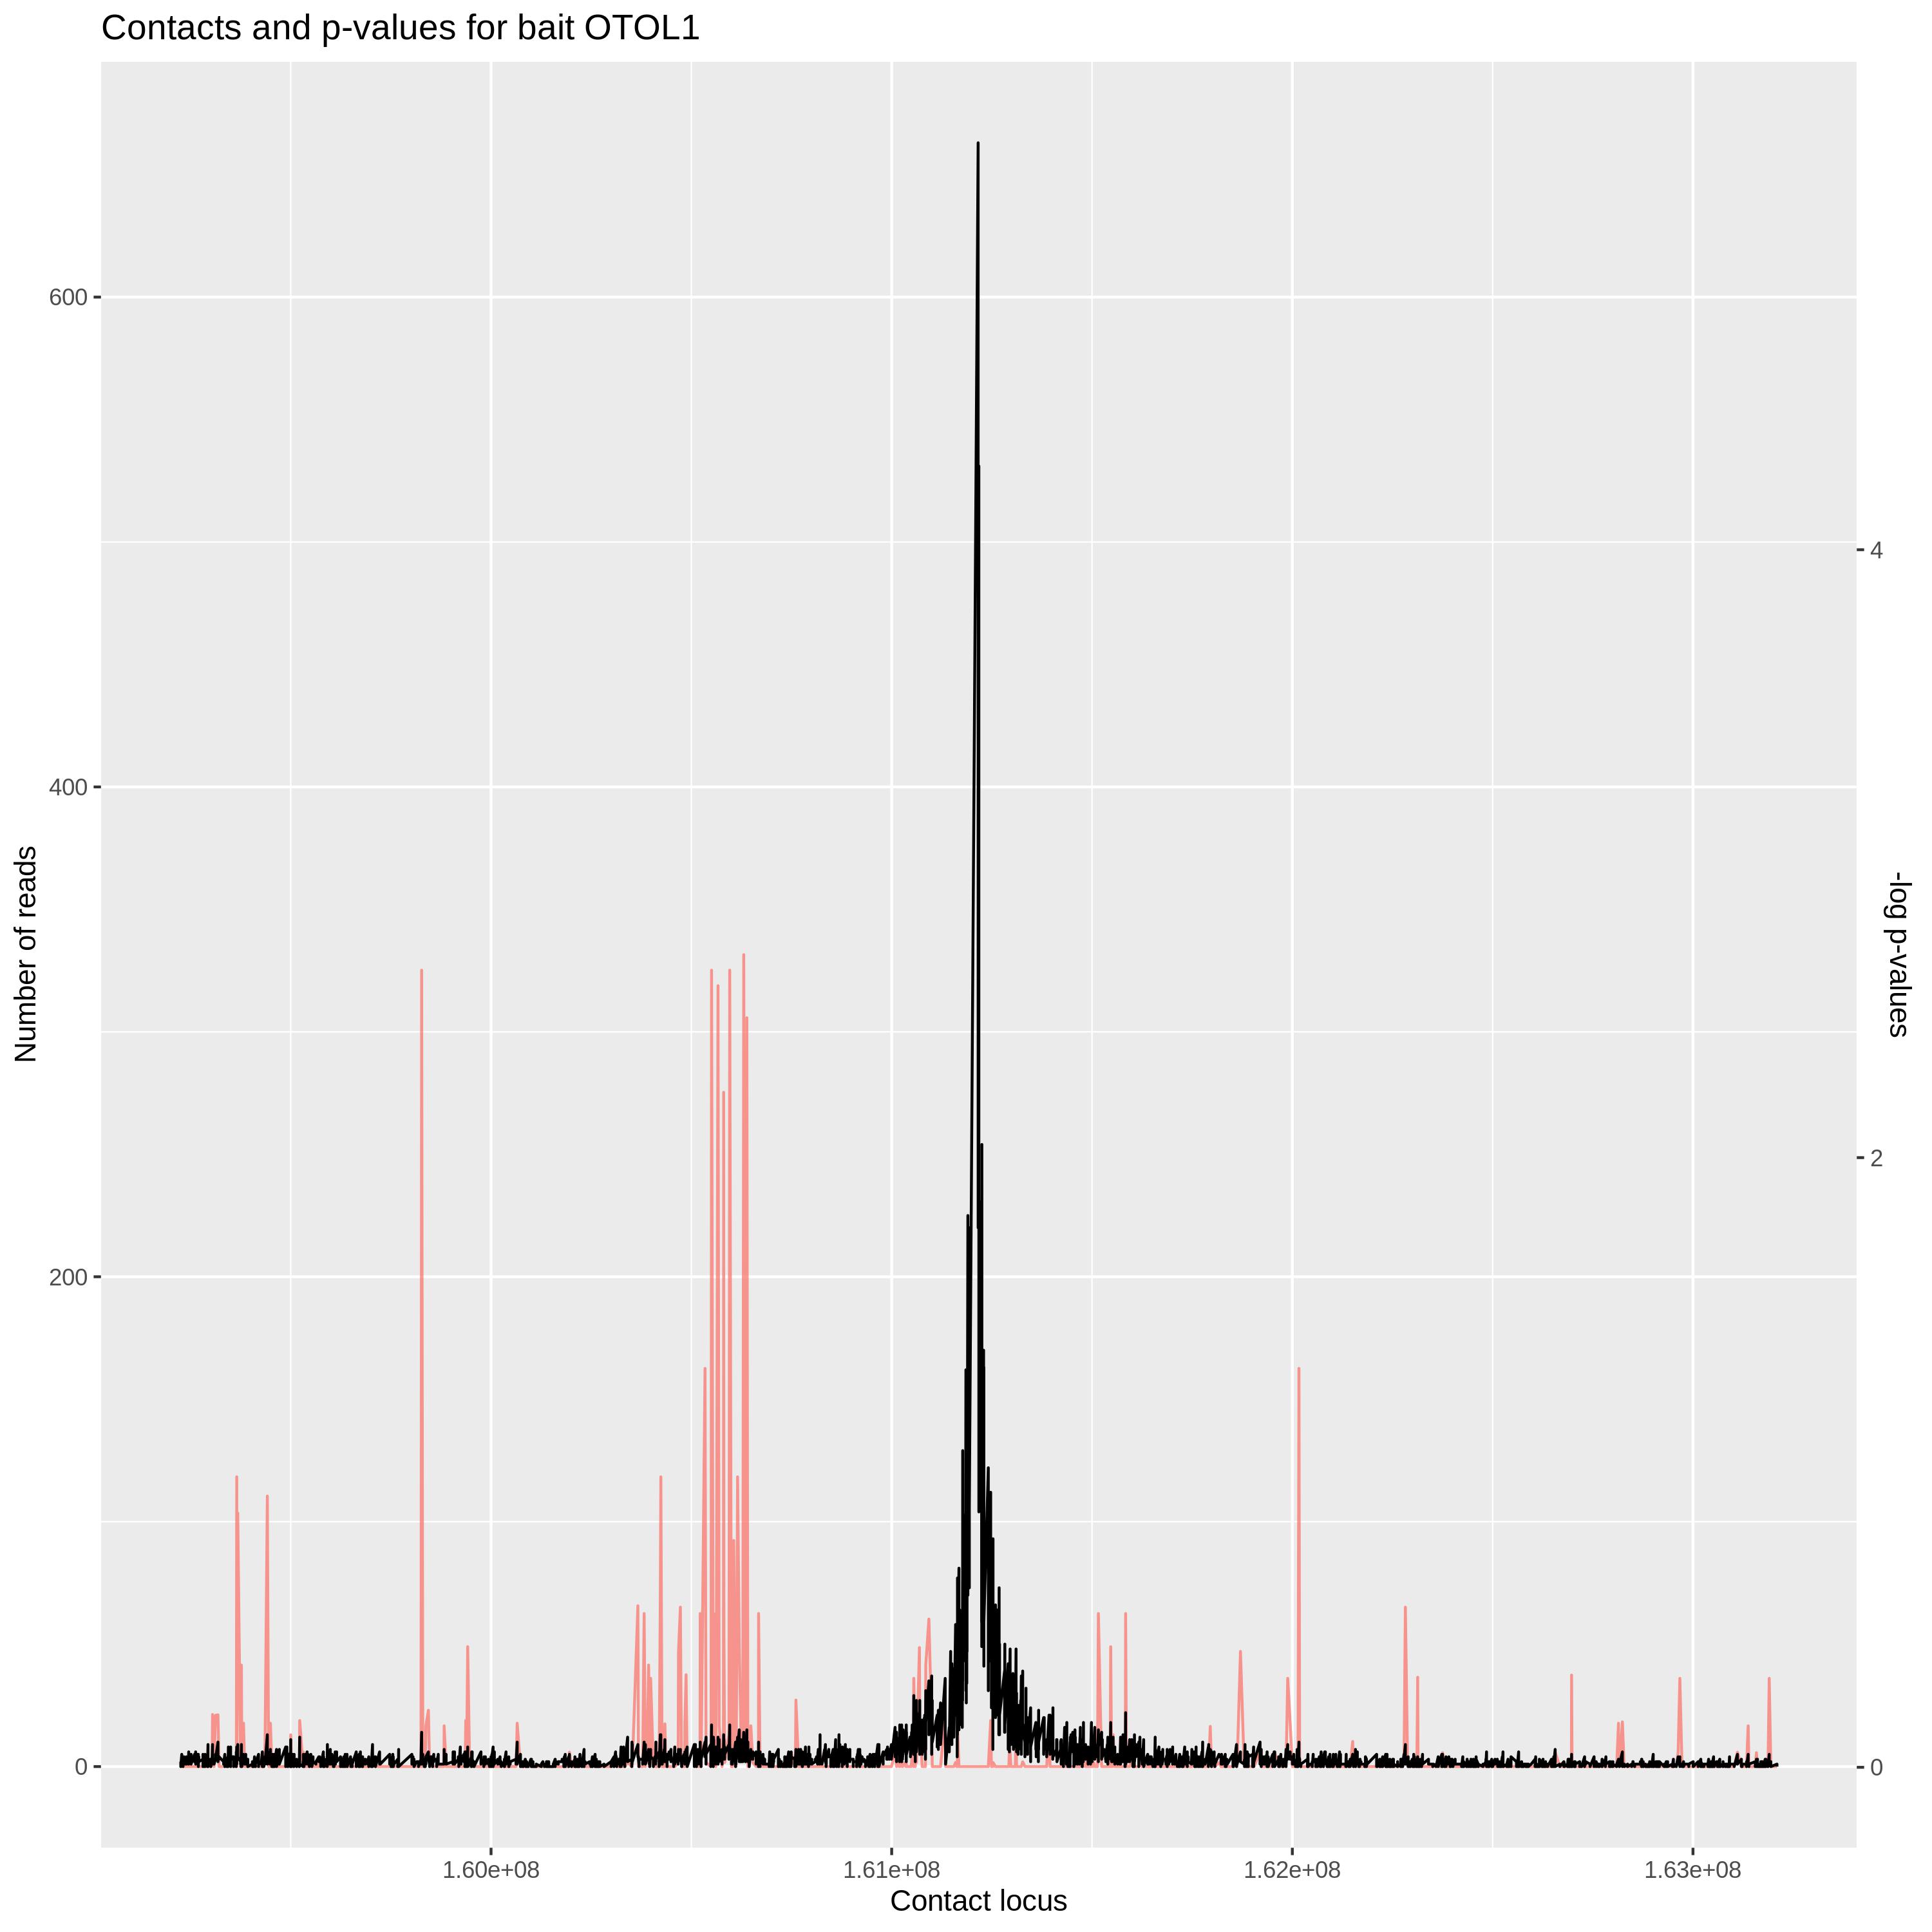 Contacts and p-values for bait OTOL1
Number of reads
600
400
200
0
-log p-values
4
2
0
1.60e+08
1.61e+08
1.62e+08
1.63e+08
Contact locus